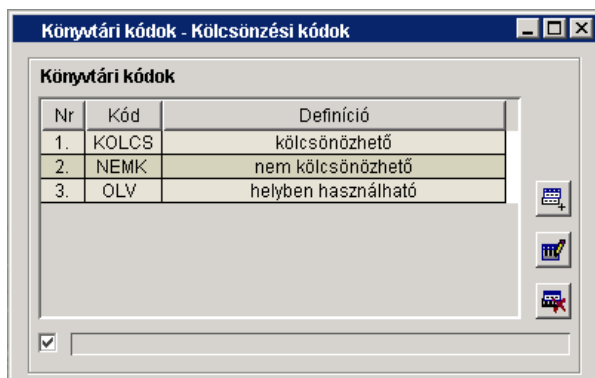 Könyvtári kódok - Kölcsönzési kódok
Könyvtári kódok
Nr Kód Definíció
1. KOLCS kölcsönözhető
2. NEMK nem kölcsönözhető
3. OLV helyben használható